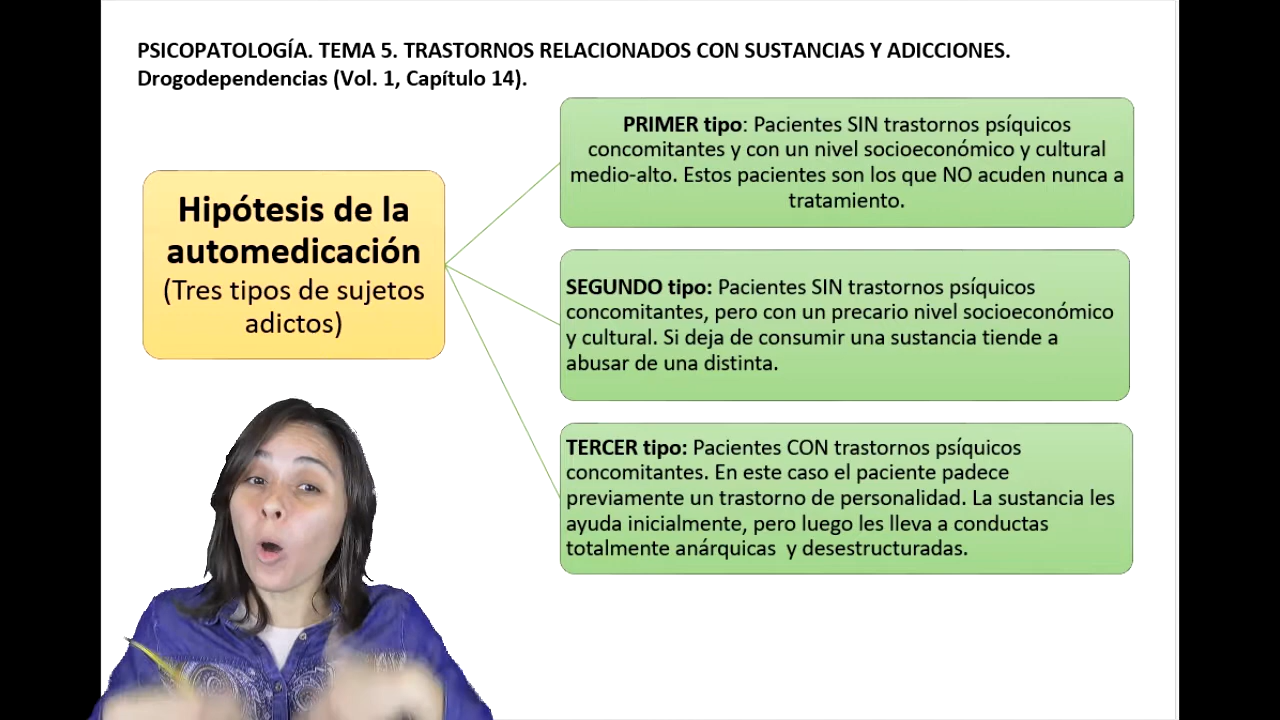 PSICOPATOLOGÍA. TEMA 5. TRASTORNOS RELACIONADOS CON SUSTANCIAS Y ADICCIONES.
Drogodependencias (Vol. 1, Capítulo 14).
Hipótesis de la
automedicación
(Tres tipos de sujetos
adictos)
PRIMER tipo: Pacientes SIN trastornos psíquicos
concomitantes y con un nivel socioeconómico y cultural
medio-alto. Estos pacientes son los que NO acuden nunca a
tratamiento.
SEGUNDO tipo: Pacientes SIN trastornos psíquicos
concomitantes, pero con un precario nivel socioeconómico
y cultural. Si deja de consumir una sustancia tiende a
abusar de una distinta.
TERCER tipo: Pacientes CON trastornos psíquicos
concomitantes. En este caso el paciente padece
previamente un trastorno de personalidad. La sustancia les
ayuda inicialmente, pero luego les lleva a conductas
totalmente anárquicas y desestructuradas.